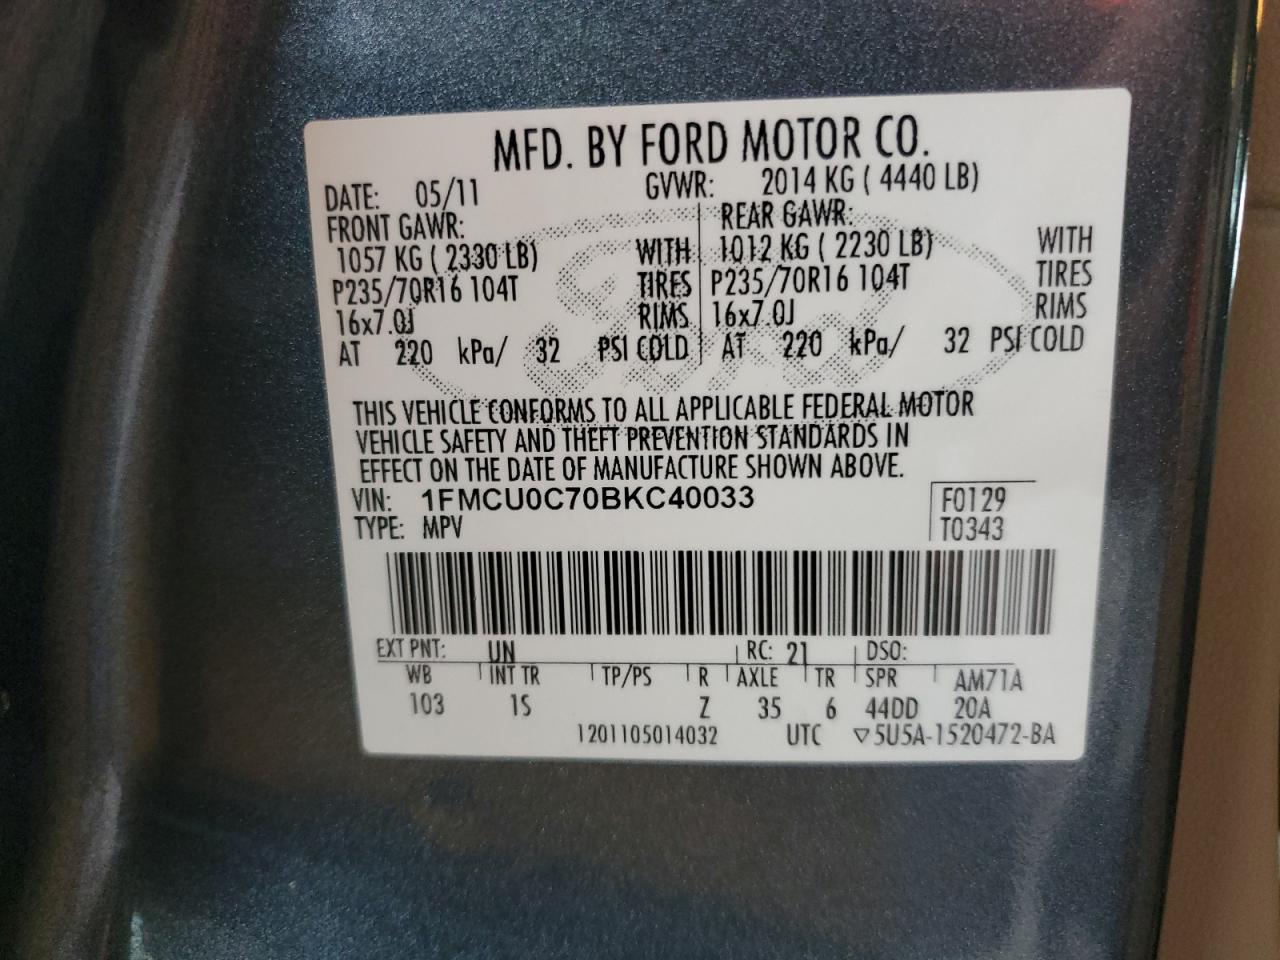 MFD. BY FORD MOTOR CO.
DATE: 05/11 GVWR: 2014 KG ( 4440 LB)
FRONT GAWR: REAR GAWR:
1057 KG ( 2330 LB) WITH 1012 KG ( 2230 LB) WITH
P235/70R16 104T TIRES P235/70R16 104T TIRES
16x7.0J RIMS 16x7.0J RIMS
AT 220 kPa/ 32 PSI COLD AT 220 kPa/ 32 PSI COLD
Ford
THIS VEHICLE CONFORMS TO ALL APPLICABLE FEDERAL MOTOR
VEHICLE SAFETY AND THEFT PREVENTION STANDARDS IN
EFFECT ON THE DATE OF MANUFACTURE SHOWN ABOVE.
VIN: 1FMCU0C70BKC40033 F0129
TYPE: MPV T0343
EXT PNT: UN RC: 21 DSO:
WB INT TR TP/PS R AXLE TR SPR AM71A
103 1S Z 35 6 44DD 20A
1201105014032 UTC ▽5U5A-1520472-BA